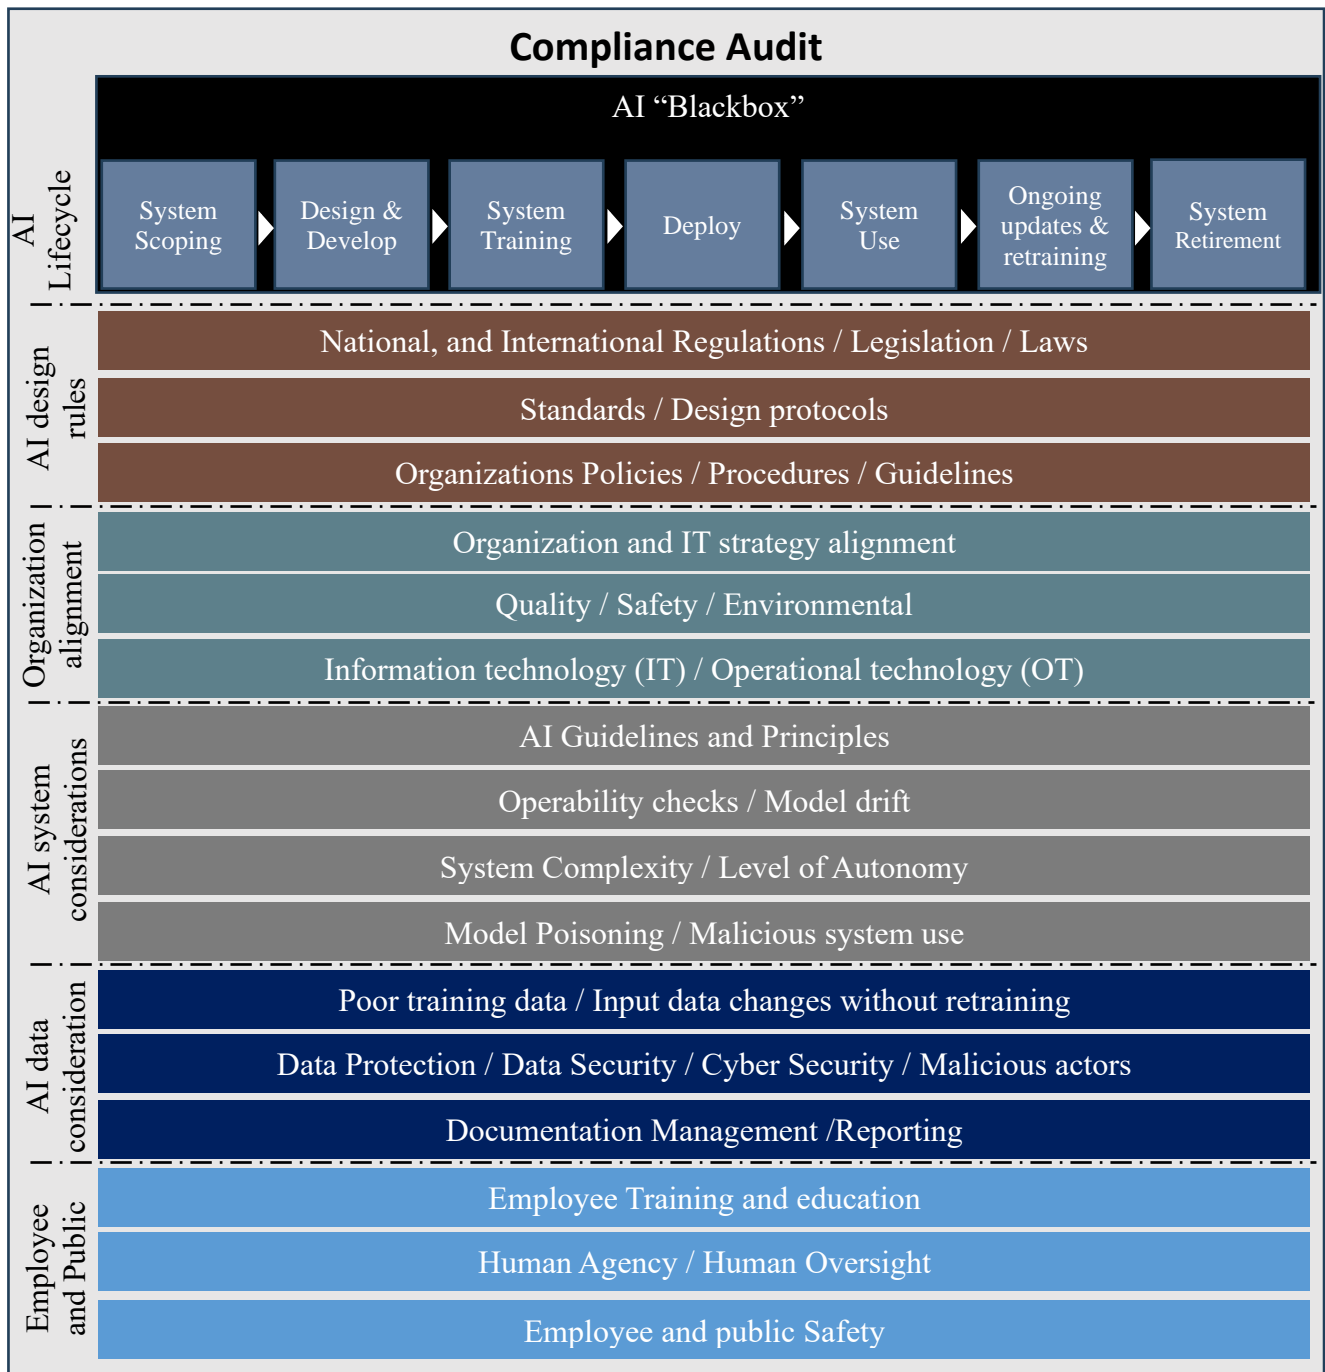 Compliance Audit
AI “Blackbox”
AI
Lifecycle
System
Scoping
Design &
Develop
System
Training
Deploy
System
Use
Ongoing
updates &
retraining
System
Retirement
AI design
rules
National, and International Regulations / Legislation / Laws
Standards / Design protocols
Organizations Policies / Procedures / Guidelines
Organization
alignment
Organization and IT strategy alignment
Quality / Safety / Environmental
Information technology (IT) / Operational technology (OT)
AI system
considerations
AI Guidelines and Principles
Operability checks / Model drift
System Complexity / Level of Autonomy
Model Poisoning / Malicious system use
AI data
consideration
Poor training data / Input data changes without retraining
Data Protection / Data Security / Cyber Security / Malicious actors
Documentation Management /Reporting
Employee
and Public
Employee Training and education
Human Agency / Human Oversight
Employee and public Safety